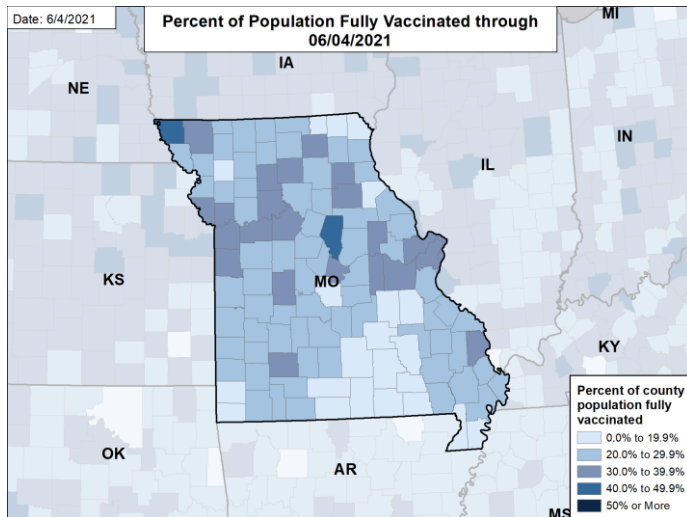 Date: 6/4/2021
Percent of Population Fully Vaccinated through
06/04/2021
MI
IA
NE
IN
IL
KS
MO
KY
OK
AR
MS
Percent of county
population fully
vaccinated
0.0% to 19.9%
20.0% to 29.9%
30.0% to 39.9%
40.0% to 49.9%
50% or More